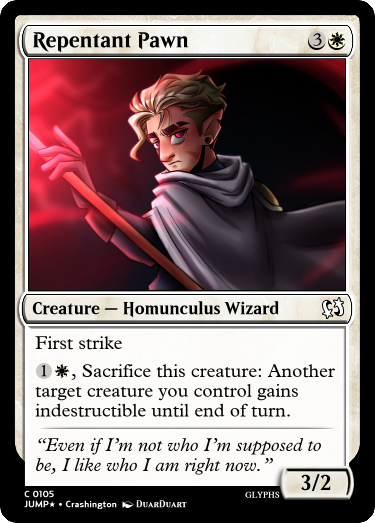 Repentant Pawn 3
Creature — Homunculus Wizard
First strike
1, Sacrifice this creature: Another
target creature you control gains
indestructible until end of turn.
“Even if I’m not who I’m supposed to
be, I like who I am right now.”
3/2
C 0105
JUMP★ • Crashington DuarDuart
GLYPHS